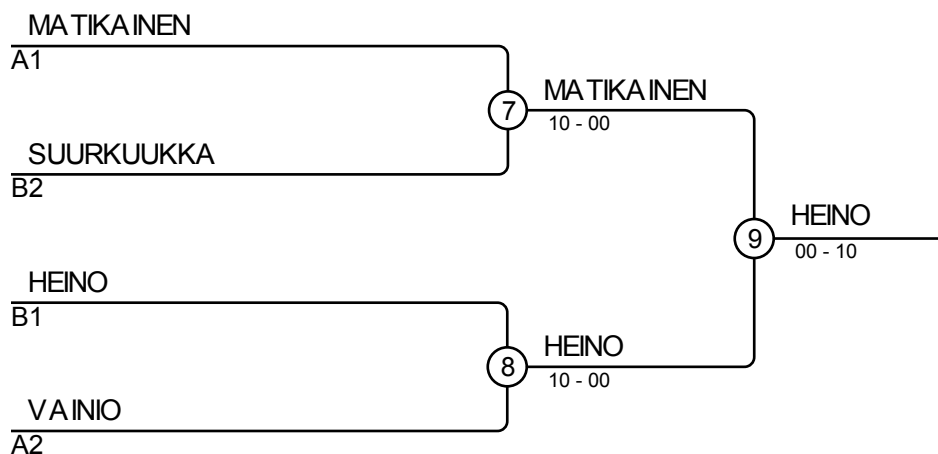 MATIKAINEN
A1
7
MATIKAINEN
10 - 00
SUURKUUKKA
B2
9
HEINO
00 - 10
HEINO
B1
8
HEINO
10 - 00
VAINIO
A2